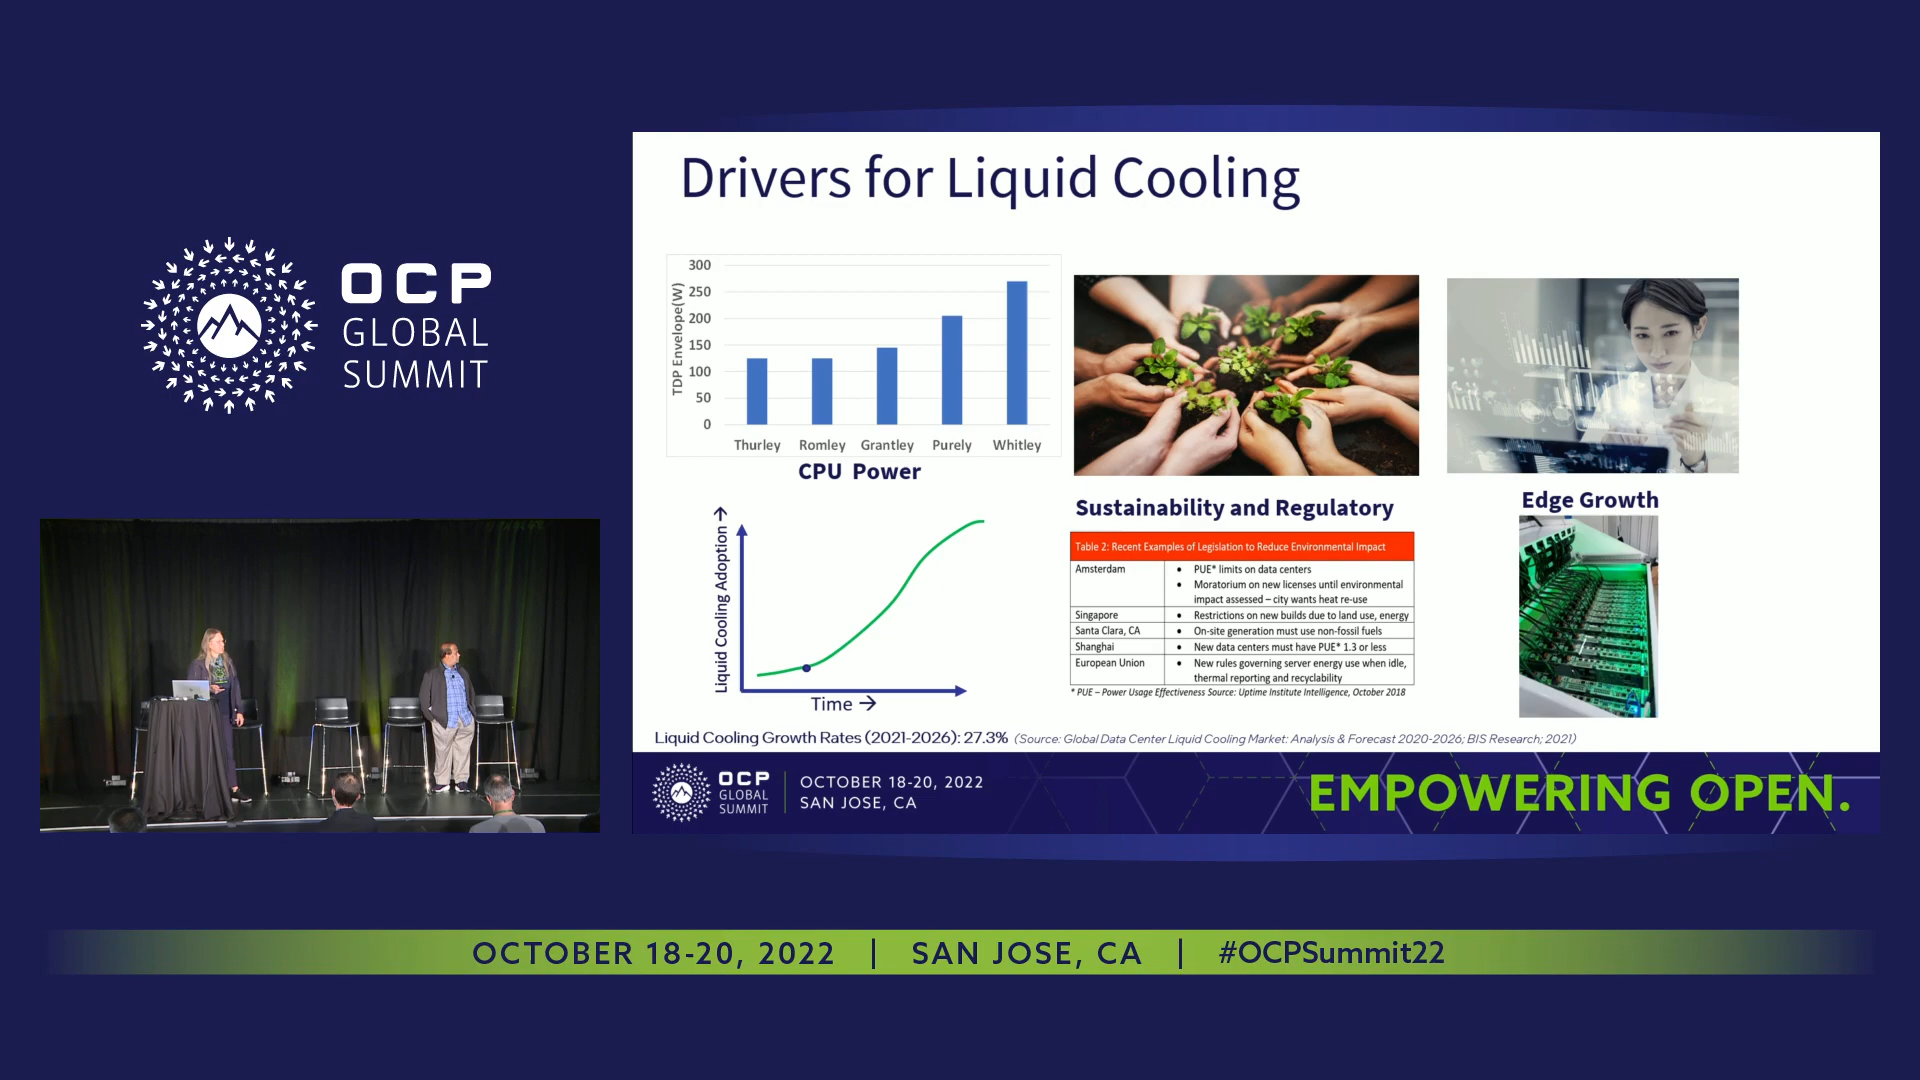 OCP
GLOBAL
SUMMIT
Drivers for Liquid Cooling
TDP Envelope(W)
300
250
200
150
100
50
0
Thurley Romley Grantley Purely Whitley
CPU Power
Liquid Cooling Adoption →
Time →
Sustainability and Regulatory
Table 2: Recent Examples of Legislation to Reduce Environmental Impact
Amsterdam • PUE* limits on data centers
• Moratorium on new licenses until environmental
impact assessed – city wants heat re-use
Singapore • Restrictions on new builds due to land use, energy
Santa Clara, CA • On-site generation must use non-fossil fuels
Shanghai • New data centers must have PUE* 1.3 or less
European Union • New rules governing server energy use when idle,
thermal reporting and recyclability
* PUE – Power Usage Effectiveness Source: Uptime Institute Intelligence, October 2018
Edge Growth
Liquid Cooling Growth Rates (2021-2026): 27.3% (Source: Global Data Center Liquid Cooling Market: Analysis & Forecast 2020-2026; BIS Research; 2021)
OCP
GLOBAL
SUMMIT
OCTOBER 18-20, 2022
SAN JOSE, CA
EMPOWERING OPEN.
OCTOBER 18-20, 2022 | SAN JOSE, CA | #OCPSummit22